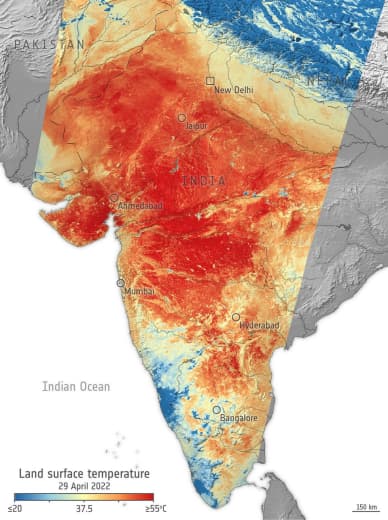 PAKISTAN
NEPAL
New Delhi
Jaipur
INDIA
Ahmedabad
Mumbai
Hyderabad
Indian Ocean
Bangalore
Land surface temperature
29 April 2022
≤20 37.5 ≥55°C
150 km